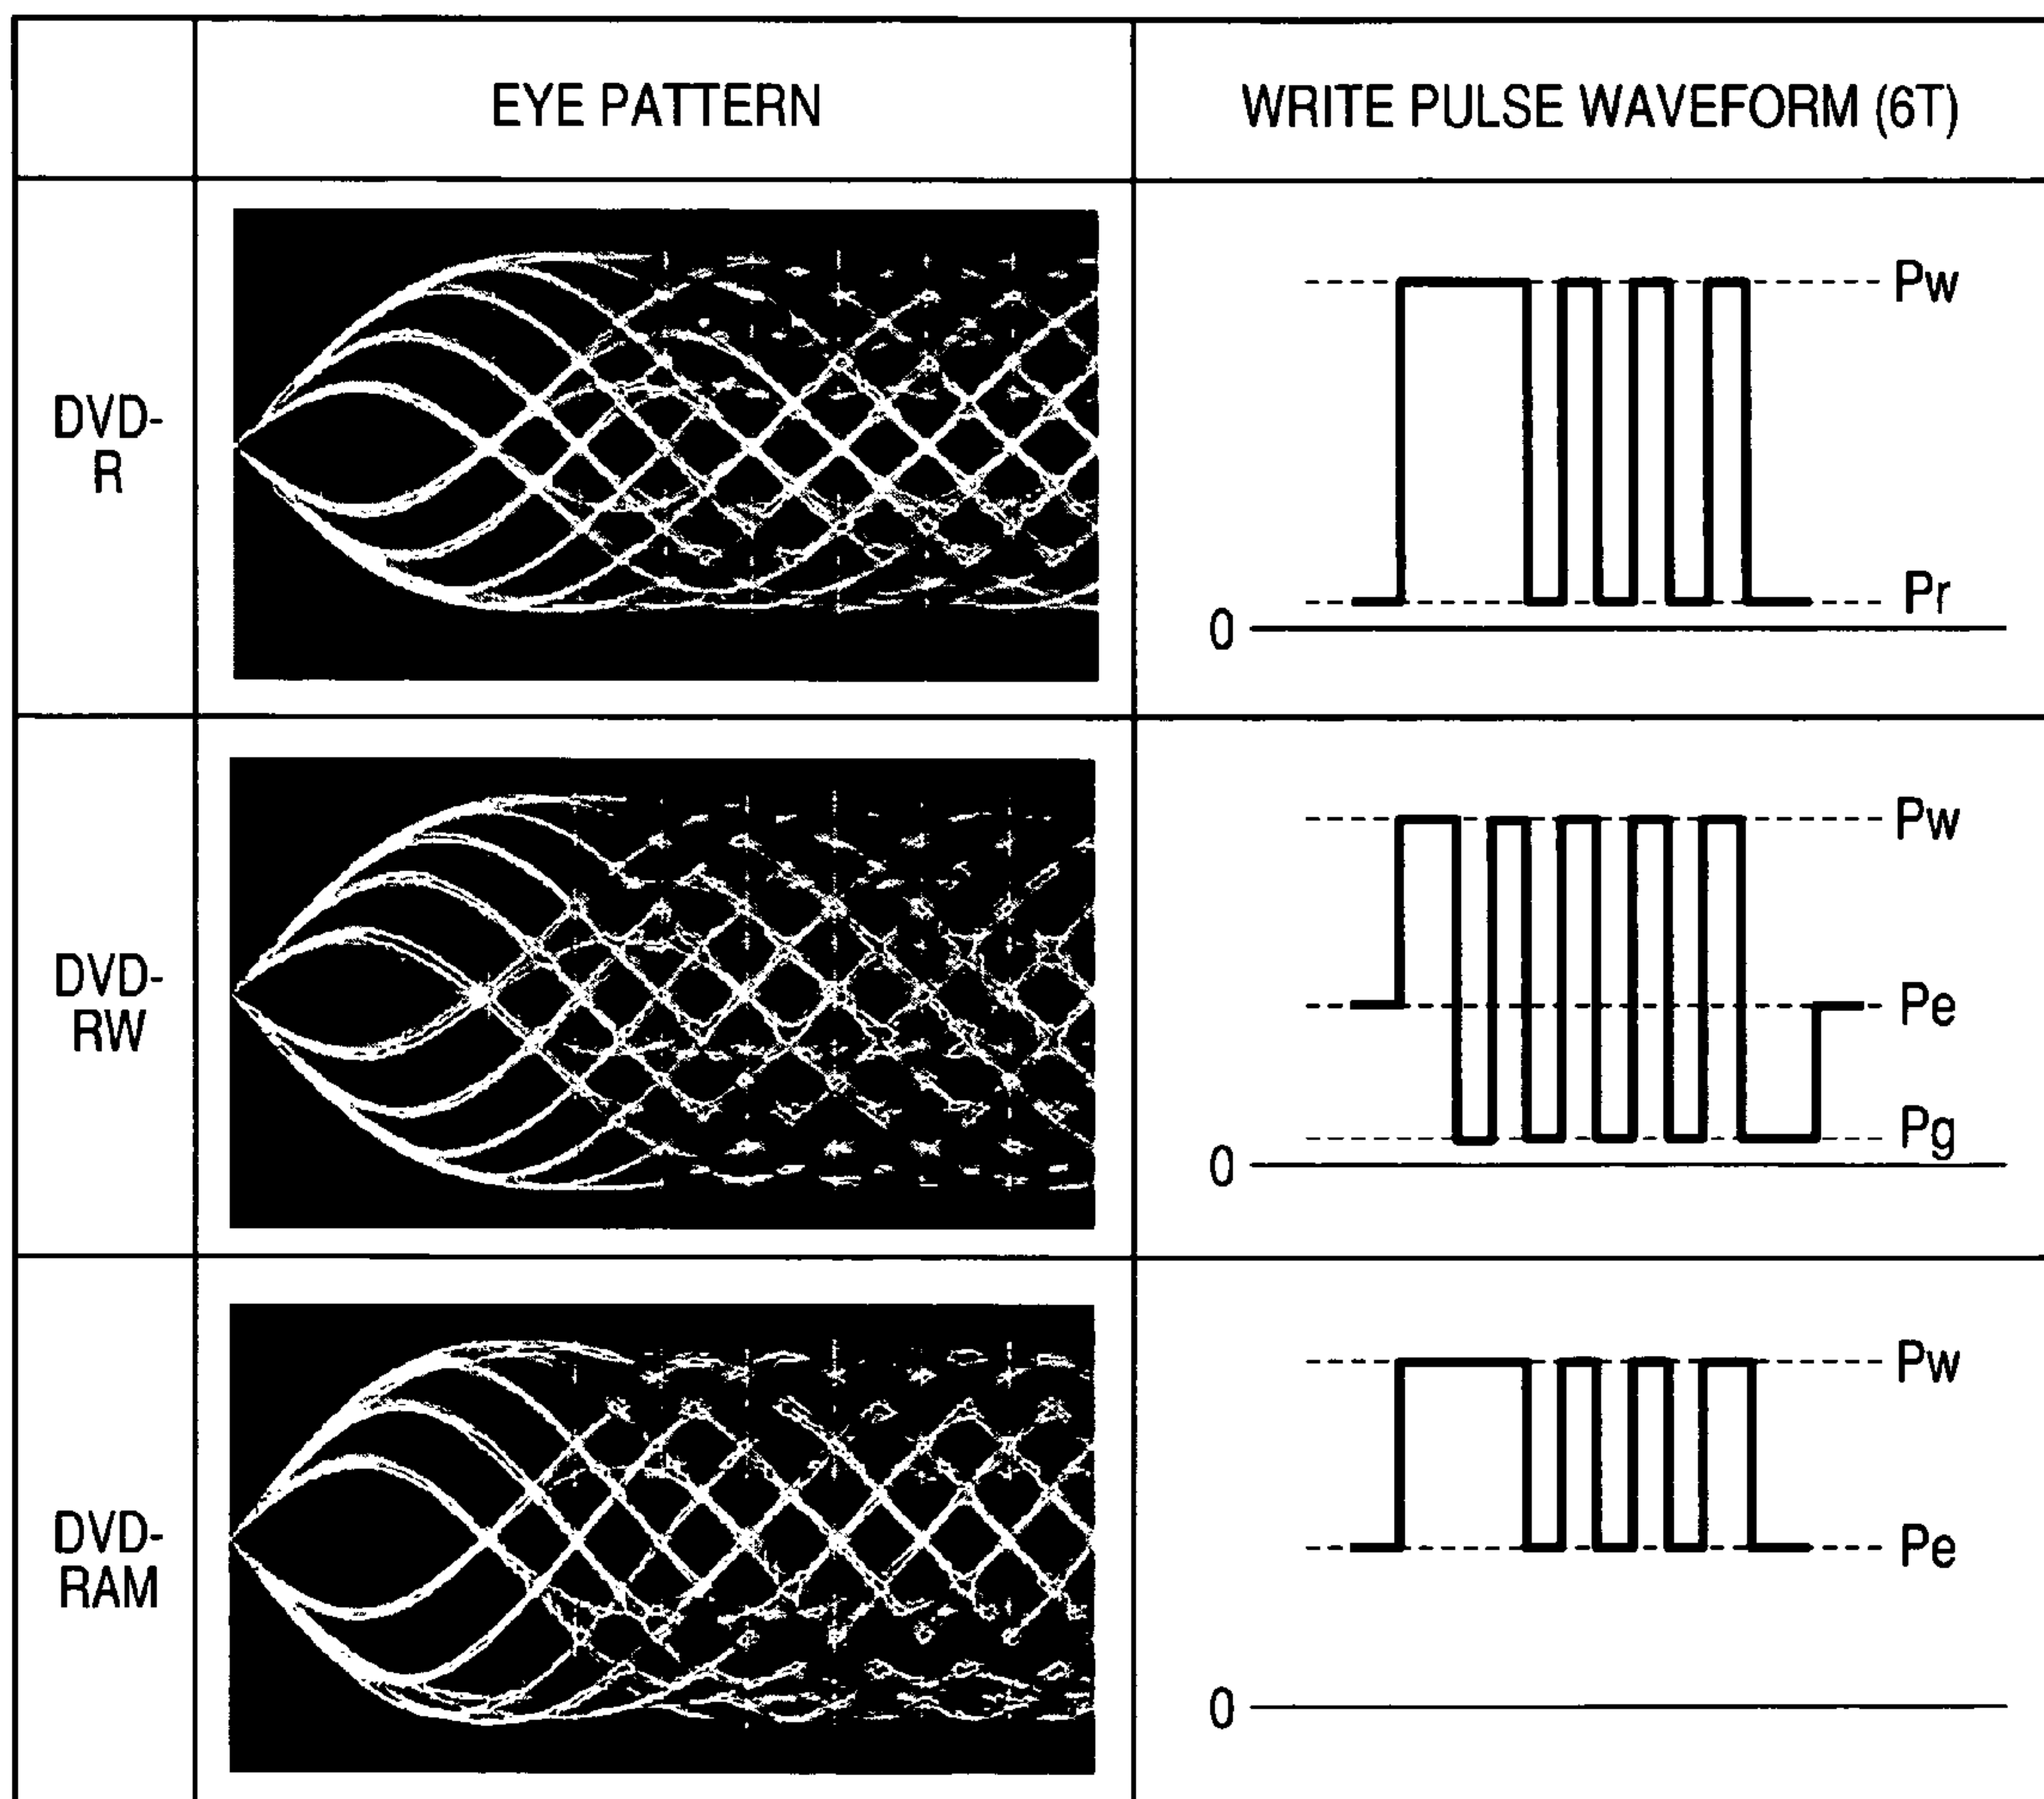 EYE PATTERN
WRITE PULSE WAVEFORM (6T)
DVD-
R
Pw
Pr
0
DVD-
RW
Pw
Pe
Pg
0
DVD-
RAM
Pw
Pe
0